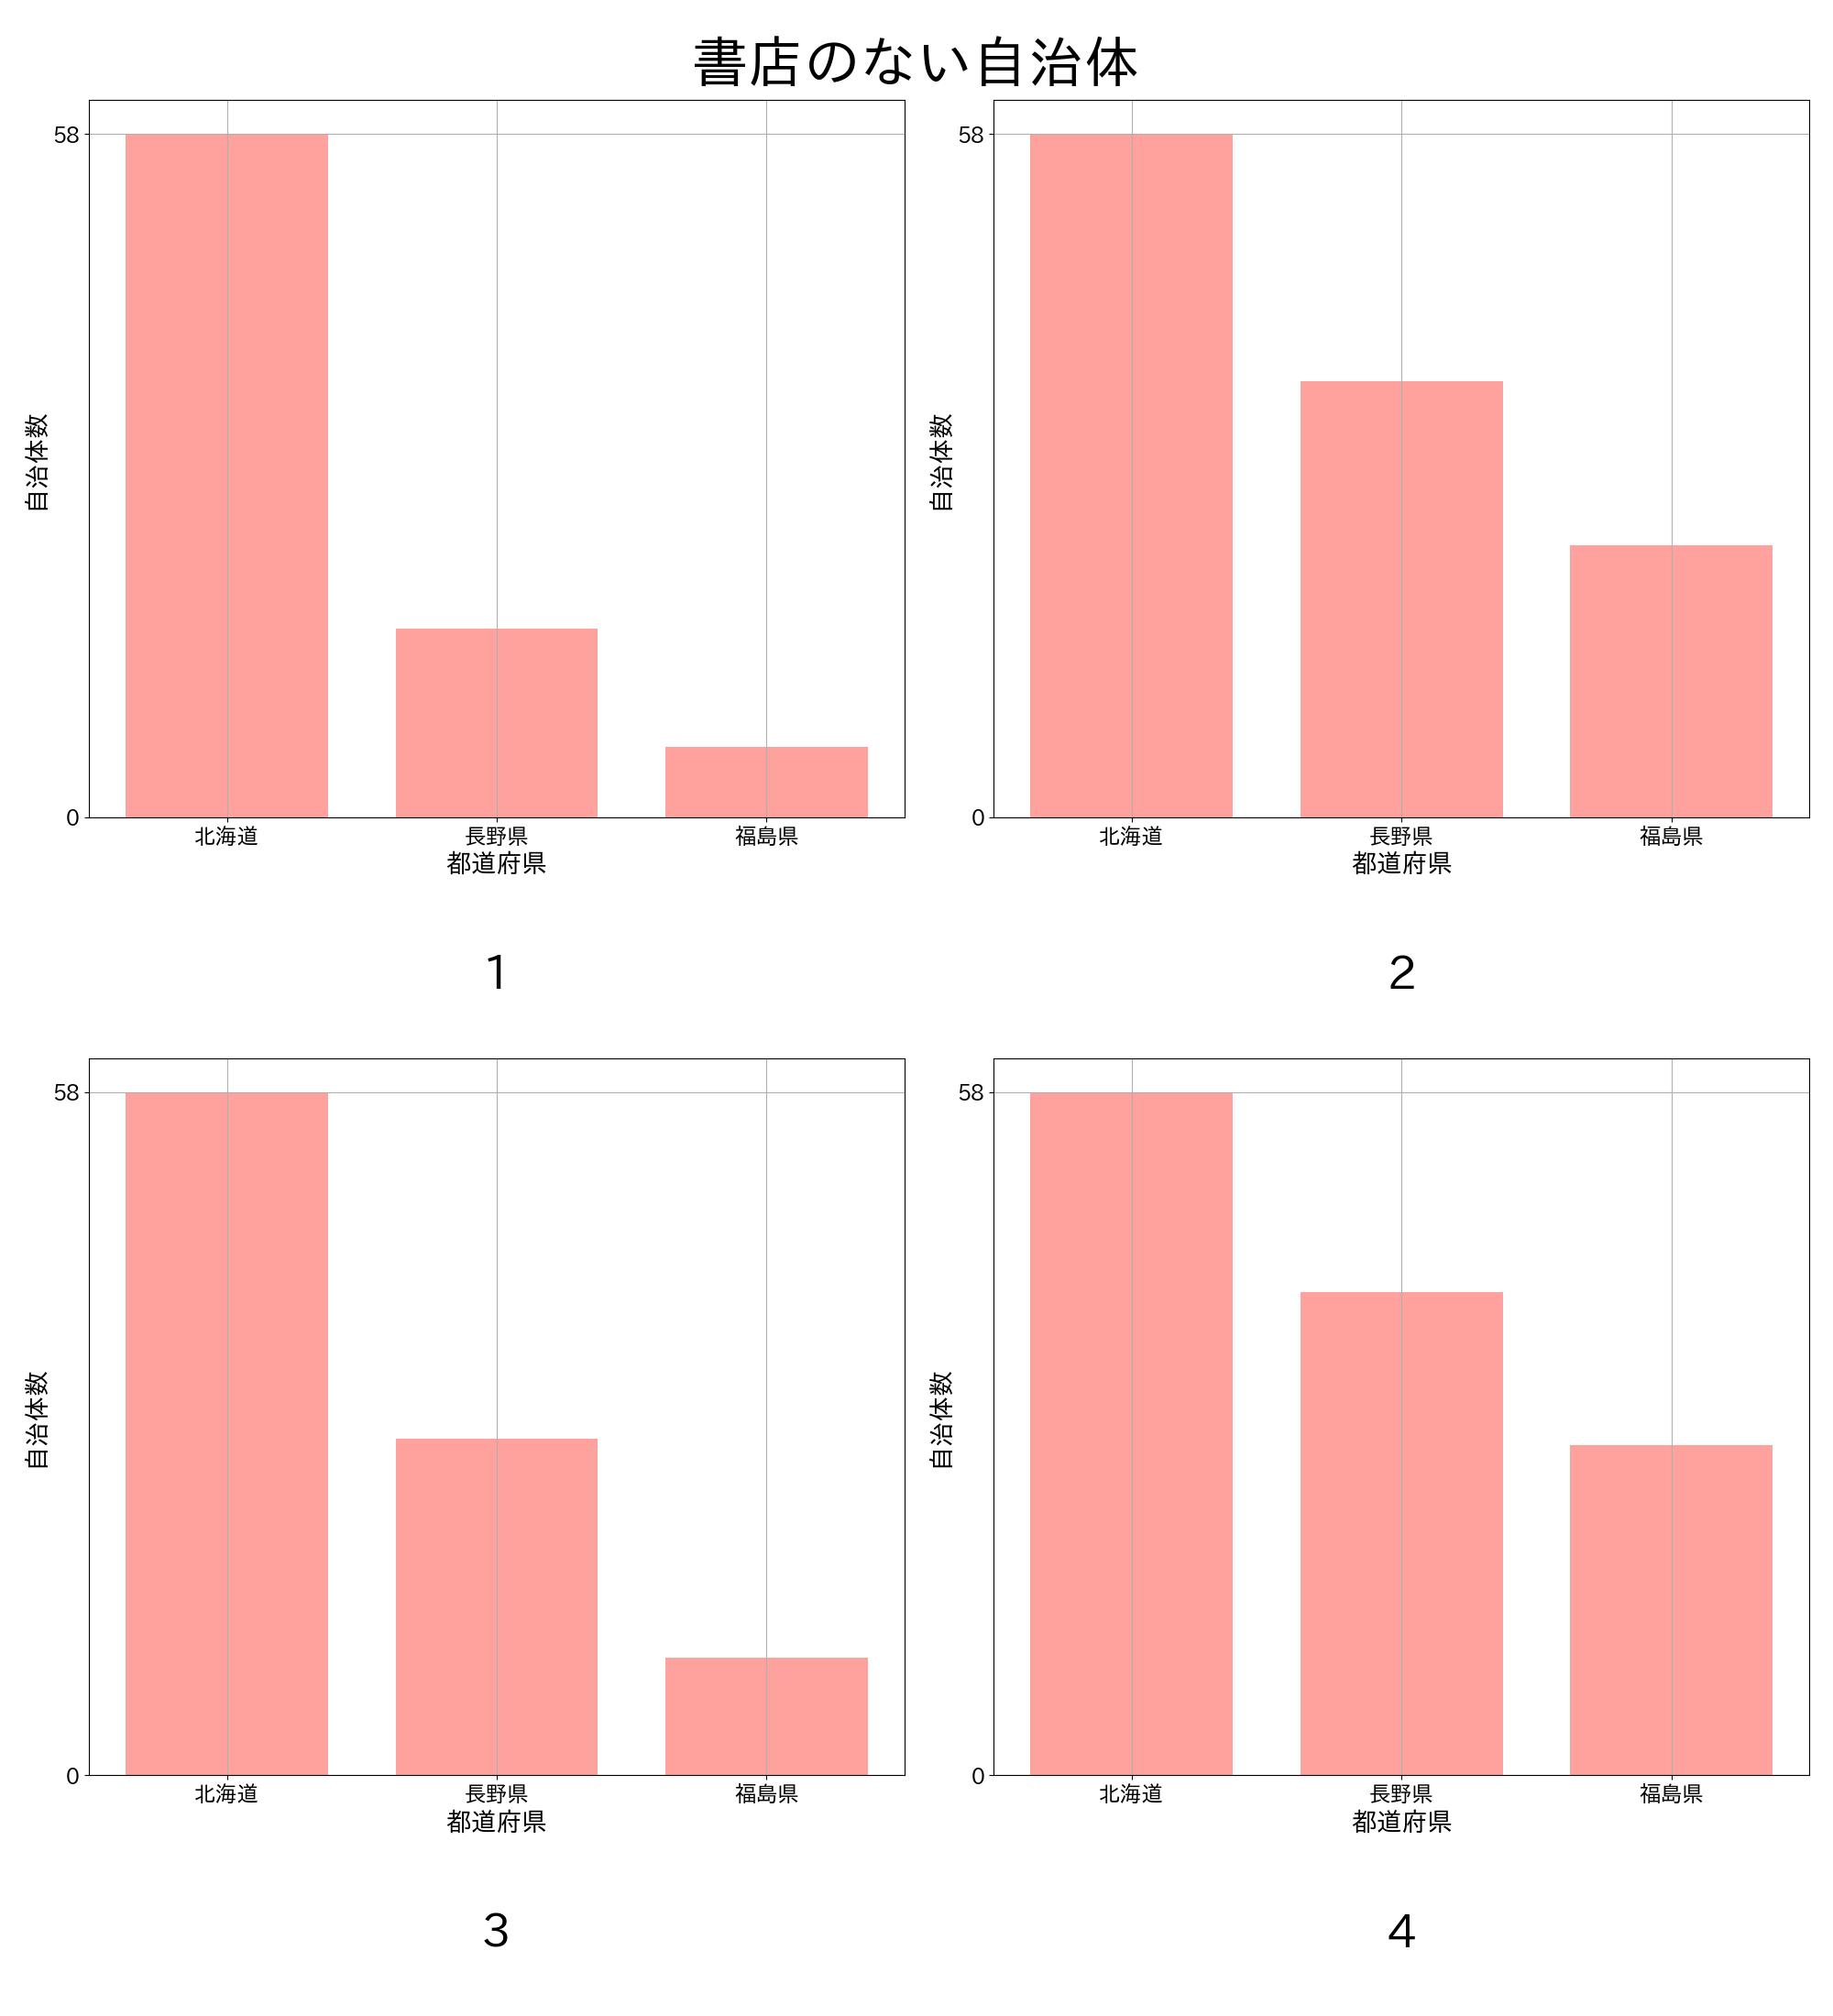 書店のない自治体
58
0
自治体数
北海道 長野県 福島県
都道府県
1
58
0
自治体数
北海道 長野県 福島県
都道府県
2
58
0
自治体数
北海道 長野県 福島県
都道府県
3
58
0
自治体数
北海道 長野県 福島県
都道府県
4